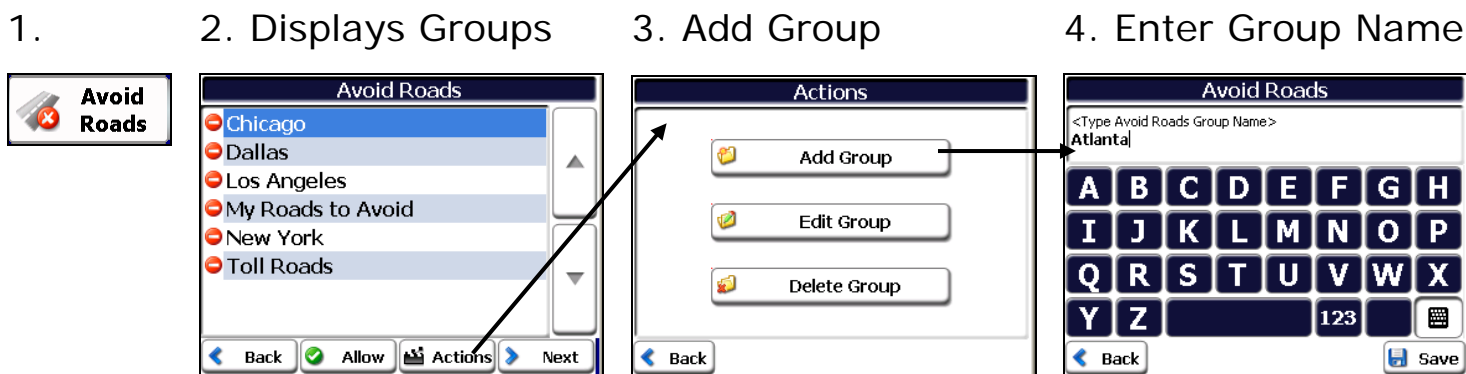 1.
2. Displays Groups
3. Add Group
4. Enter Group Name
Avoid
Roads
Avoid Roads
Chicago
Dallas
Los Angeles
My Roads to Avoid
New York
Toll Roads
Back
Allow
Actions
Next
Actions
Add Group
Edit Group
Delete Group
Back
Avoid Roads
<Type Avoid Roads Group Name>
Atlanta
A B C D E F G H
I J K L M N O P
Q R S T U V W X
Y Z 123
Back
Save